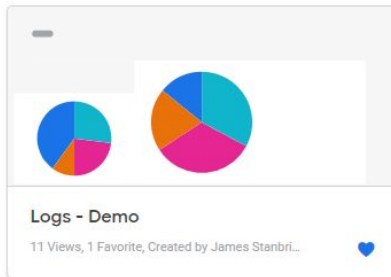 Logs - Demo
11 Views, 1 Favorite, Created by James Stanbri...